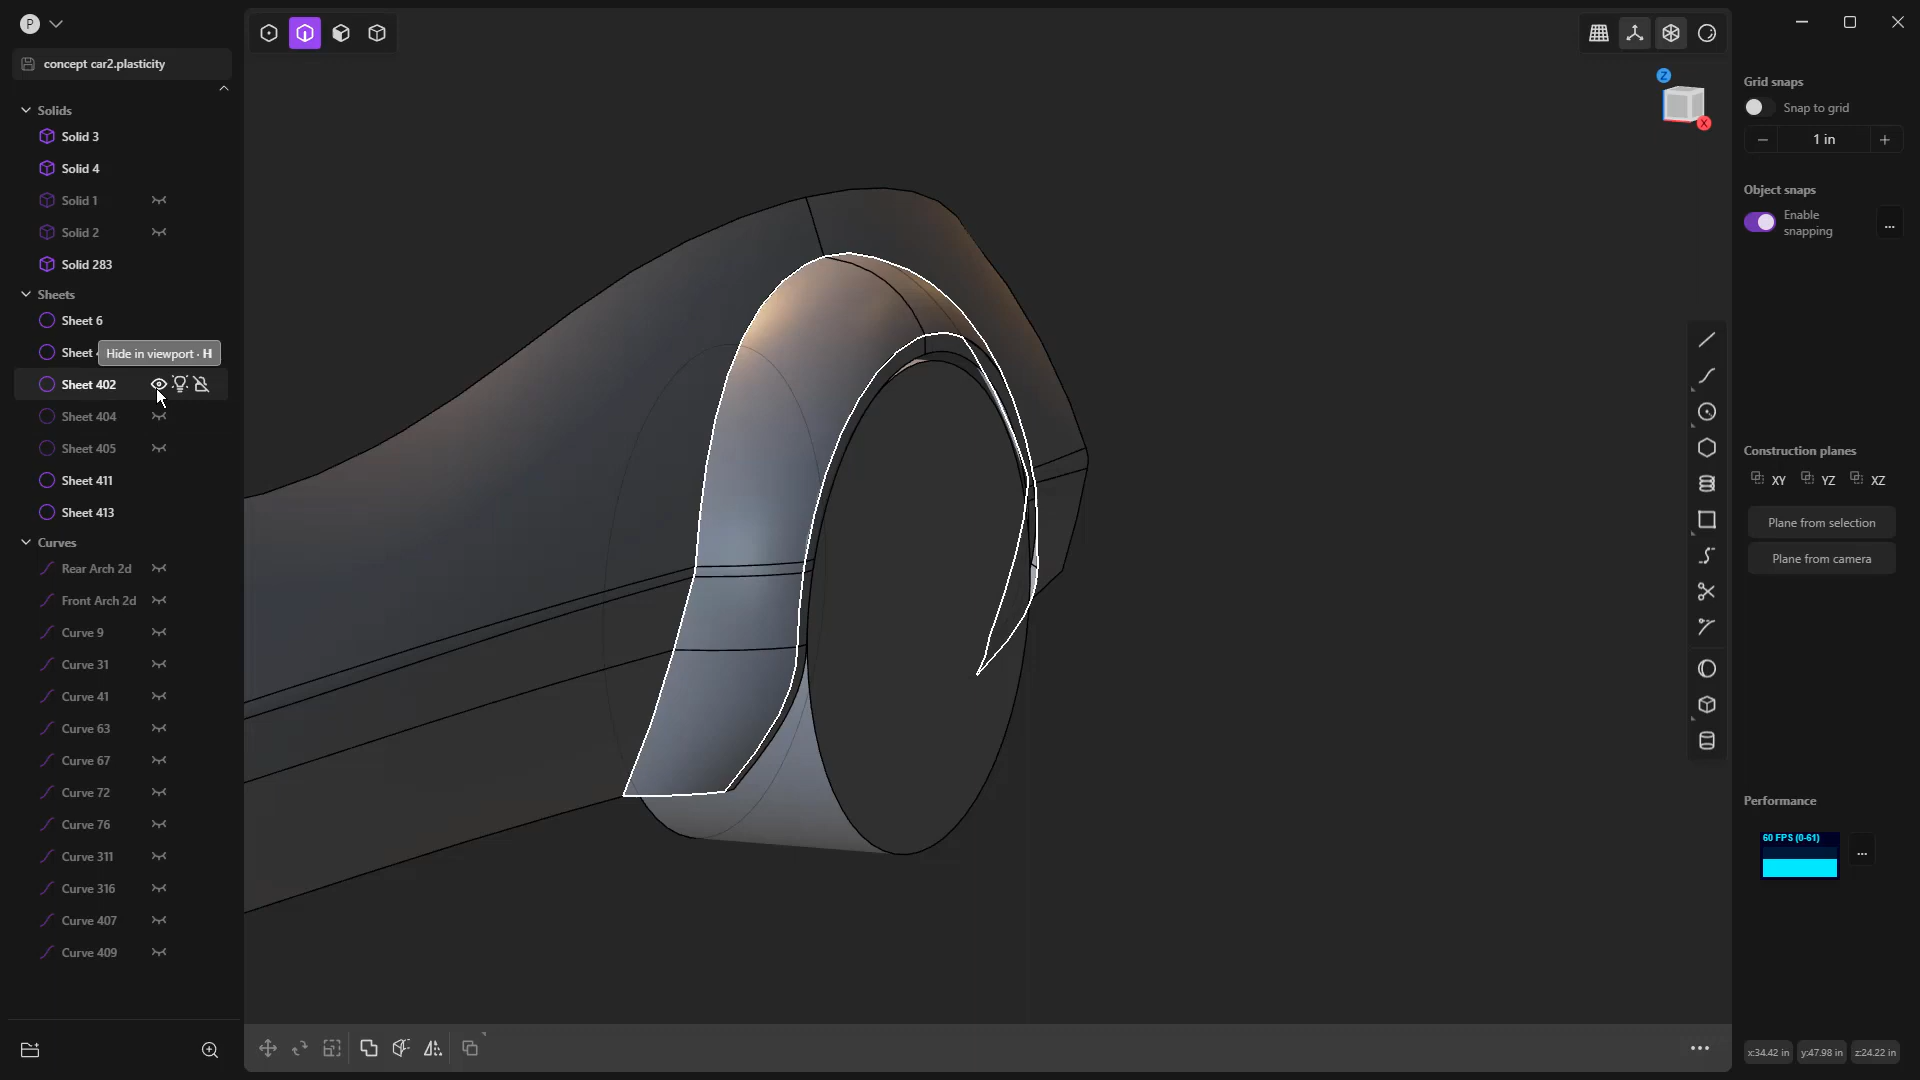 P
concept car2.plasticity
Solids
Solid 3
Solid 4
Solid 1
Solid 2
Solid 283
Sheets
Sheet 6
Sheet
Hide in viewport · H
Sheet 402
Sheet 404
Sheet 405
Sheet 411
Sheet 413
Curves
Rear Arch 2d
Front Arch 2d
Curve 9
Curve 31
Curve 41
Curve 63
Curve 67
Curve 72
Curve 76
Curve 311
Curve 316
Curve 407
Curve 409
Z
X
Grid snaps
Snap to grid
1 in
Object snaps
Enable
snapping
...
Construction planes
XY YZ XZ
Plane from selection
Plane from camera
Performance
60 FPS (0-61)
...
x:34.42 in y:47.98 in z:24.22 in